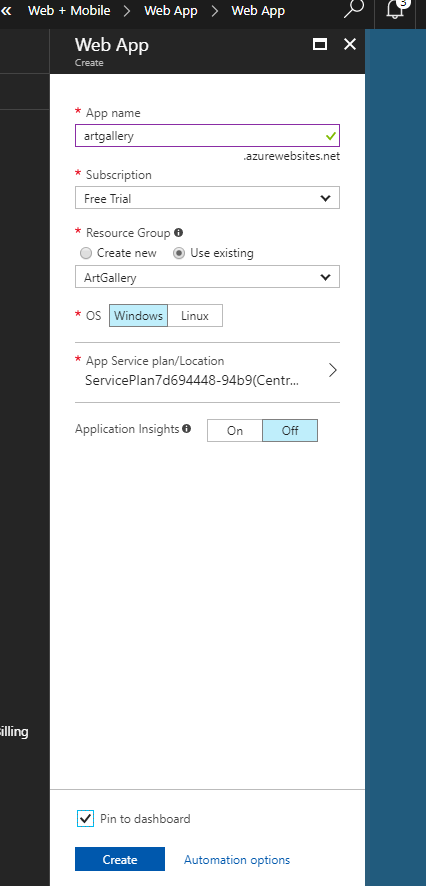 Web + Mobile > Web App > Web App
3
Web App
Create
* App name
artgallery
.azurewebsites.net
* Subscription
Free Trial
* Resource Group
Create new Use existing
ArtGallery
* OS Windows Linux
* App Service plan/Location
ServicePlan7d694448-94b9(Centr...
Application Insights On Off
illing
Pin to dashboard
Create Automation options